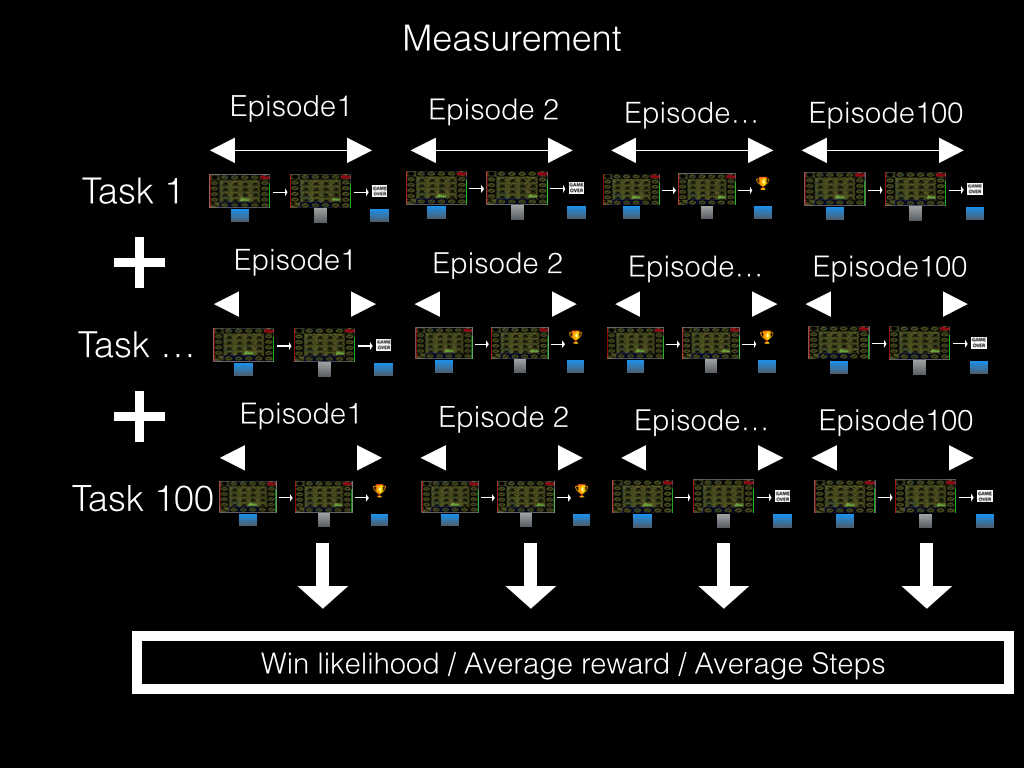 Measurement
Episode1
Episode 2
Episode...
Episode100
Task 1
GAME OVER
GAME OVER
GAME OVER
Episode1
Episode 2
Episode...
Episode100
Task ...
GAME OVER
GAME OVER
Episode1
Episode 2
Episode...
Episode100
Task 100
GAME OVER
GAME OVER
Win likelihood / Average reward / Average Steps